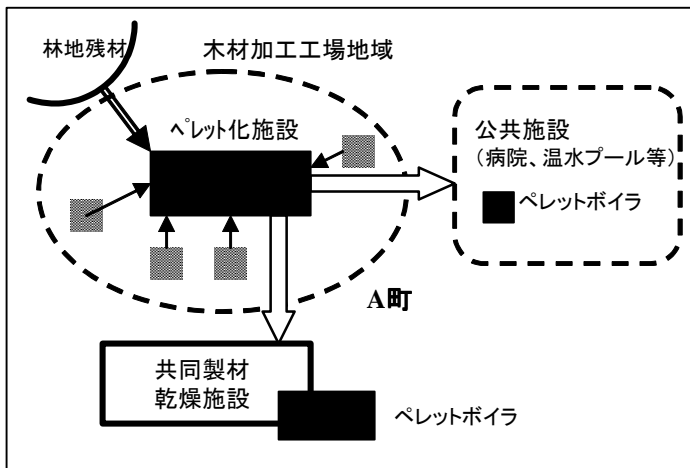 林地残材
木材加工工場地域
ペレット化施設
公共施設
（病院、温水プール等）
ペレットボイラ
A町
共同製材
乾燥施設
ペレットボイラ